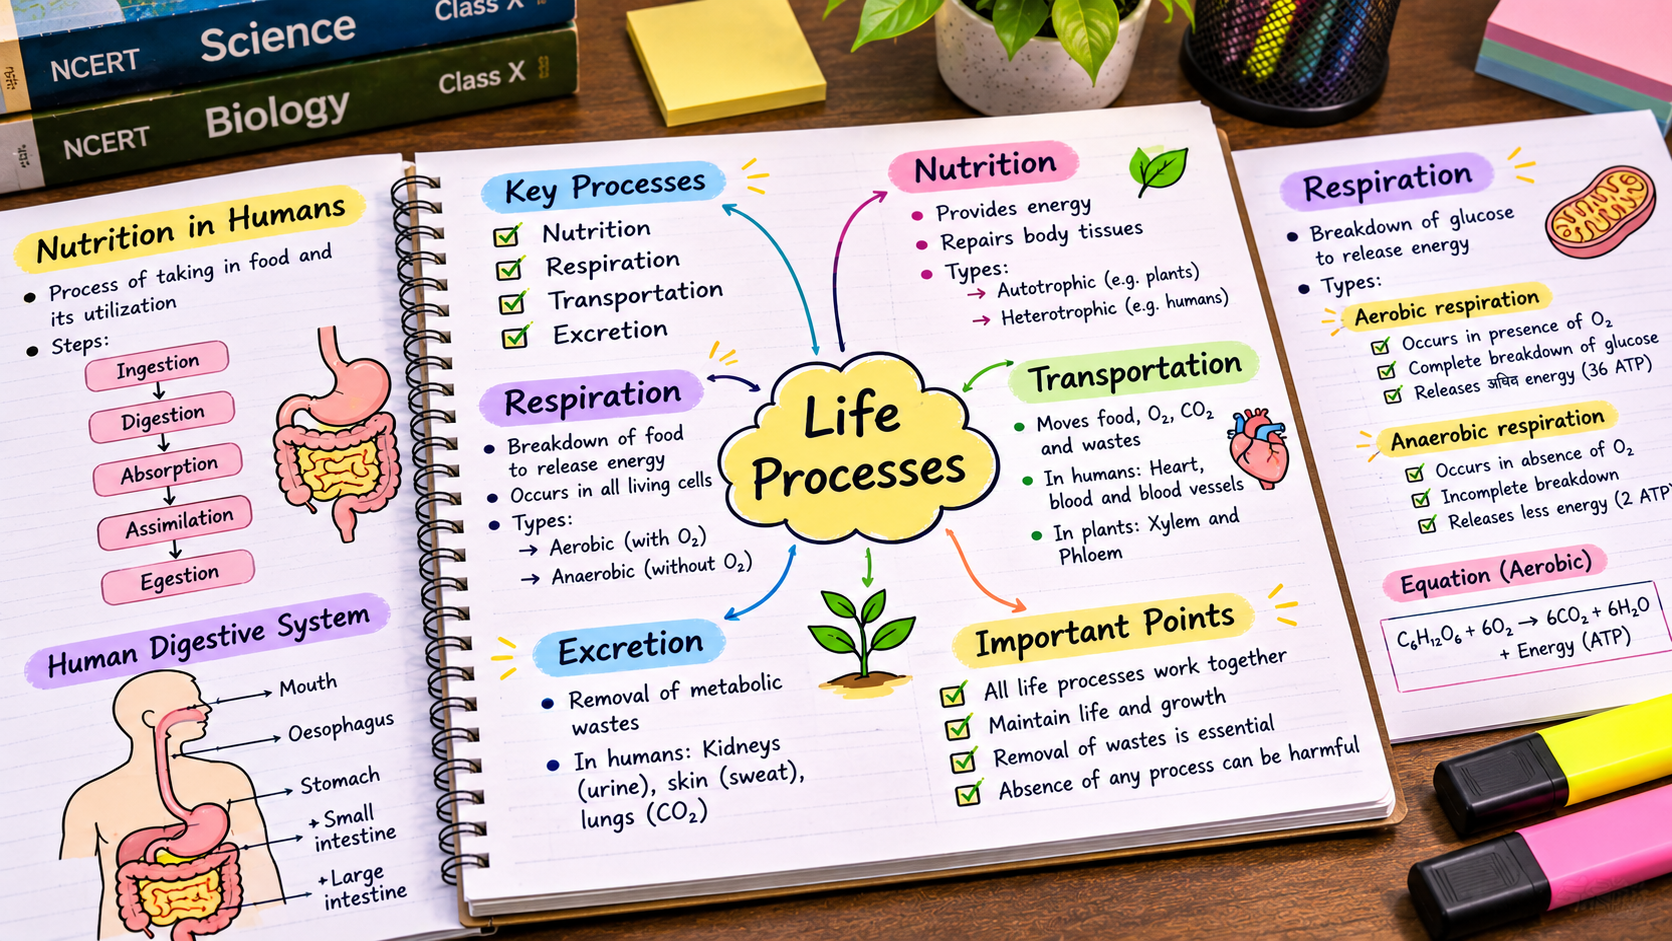 NCERT Science Class X
NCERT Biology Class X
Nutrition in Humans
Process of taking in food and
its utilization
Steps:
Ingestion
Digestion
Absorption
Assimilation
Egestion
Human Digestive System
Mouth
Oesophagus
Stomach
Small
intestine
Large
intestine
Key Processes
Nutrition
Respiration
Transportation
Excretion
Respiration
Breakdown of food
to release energy
Occurs in all living cells
Types:
→ Aerobic (with O₂)
→ Anaerobic (without O₂)
Excretion
Removal of metabolic
wastes
In humans: Kidneys
(urine), skin (sweat),
lungs (CO₂)
Life
Processes
Nutrition
Provides energy
Repairs body tissues
Types:
→ Autotrophic (e.g. plants)
→ Heterotrophic (e.g. humans)
Transportation
Moves food, O₂, CO₂
and wastes
In humans: Heart,
blood and blood vessels
In plants: Xylem and
Phloem
Important Points
All life processes work together
Maintain life and growth
Removal of wastes is essential
Absence of any process can be harmful
Respiration
Breakdown of glucose
to release energy
Types:
Aerobic respiration
Occurs in presence of O₂
Complete breakdown of glucose
Releases energy (36 ATP)
Anaerobic respiration
Occurs in absence of O₂
Incomplete breakdown
Releases less energy (2 ATP)
Equation (Aerobic)
C₆H₁₂O₆ + 6O₂ → 6CO₂ + 6H₂O
+ Energy (ATP)